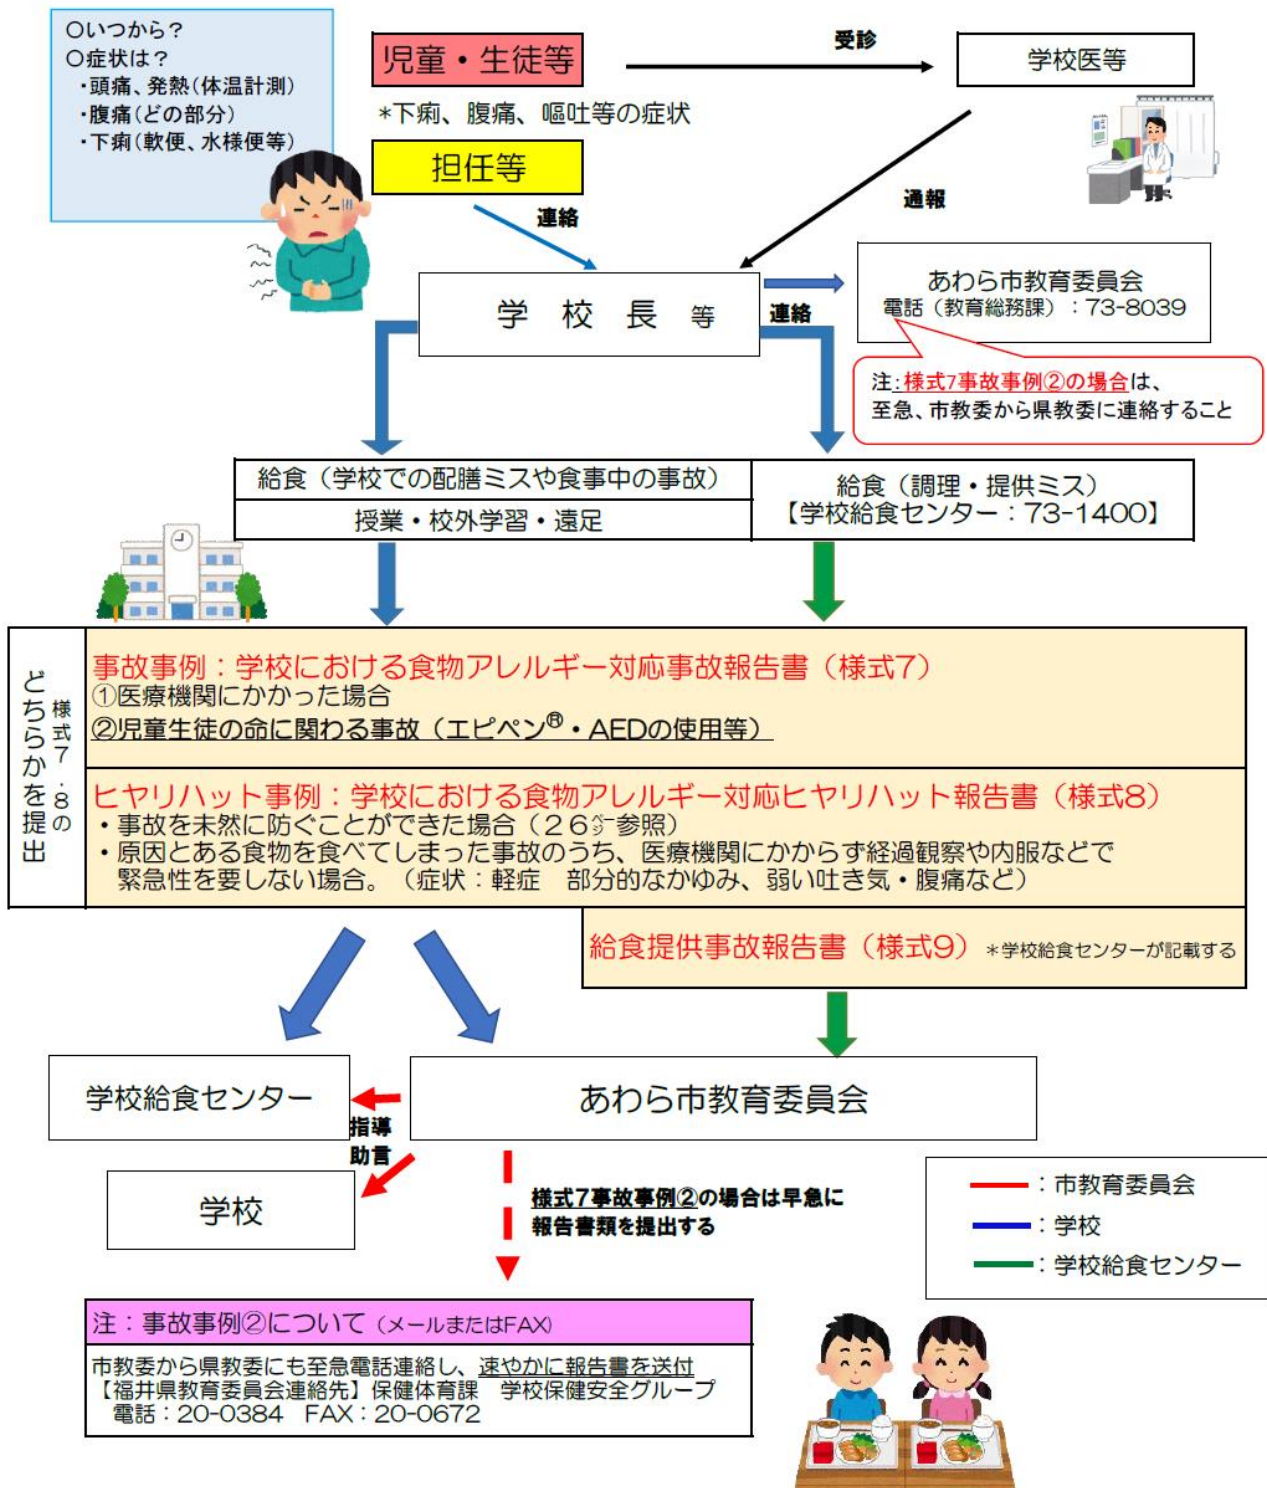 ○いつから？
○症状は？
・頭痛、発熱(体温計測)
・腹痛(どの部分)
・下痢(軟便、水様便等)
児童・生徒等
受診
学校医等
*下痢、腹痛、嘔吐等の症状
担任等
連絡
通報
学校長等
連絡
あわら市教育委員会
電話（教育総務課）：73-8039
注:様式7事故事例②の場合は、
至急、市教委から県教委に連絡すること
給食（学校での配膳ミスや食事中の事故）
授業・校外学習・遠足
給食（調理・提供ミス）
【学校給食センター：73-1400】
様式７.８の
どちらかを提出
事故事例：学校における食物アレルギー対応事故報告書（様式7）
①医療機関にかかった場合
②児童生徒の命に関わる事故（エピペン®・AEDの使用等）
ヒヤリハット事例：学校における食物アレルギー対応ヒヤリハット報告書（様式8）
・事故を未然に防ぐことができた場合（２６㌻参照）
・原因とある食物を食べてしまった事故のうち、医療機関にかからず経過観察や内服などで
緊急性を要しない場合。（症状：軽症　部分的なかゆみ、弱い吐き気・腹痛など）
給食提供事故報告書（様式9）*学校給食センターが記載する
学校給食センター
あわら市教育委員会
指導
助言
学校
様式7事故事例②の場合は早急に
報告書類を提出する
：市教育委員会
：学校
：学校給食センター
注：事故事例②について（メールまたはFAX)
市教委から県教委にも至急電話連絡し、速やかに報告書を送付
【福井県教育委員会連絡先】保健体育課　学校保健安全グループ
電話：20-0384　FAX：20-0672